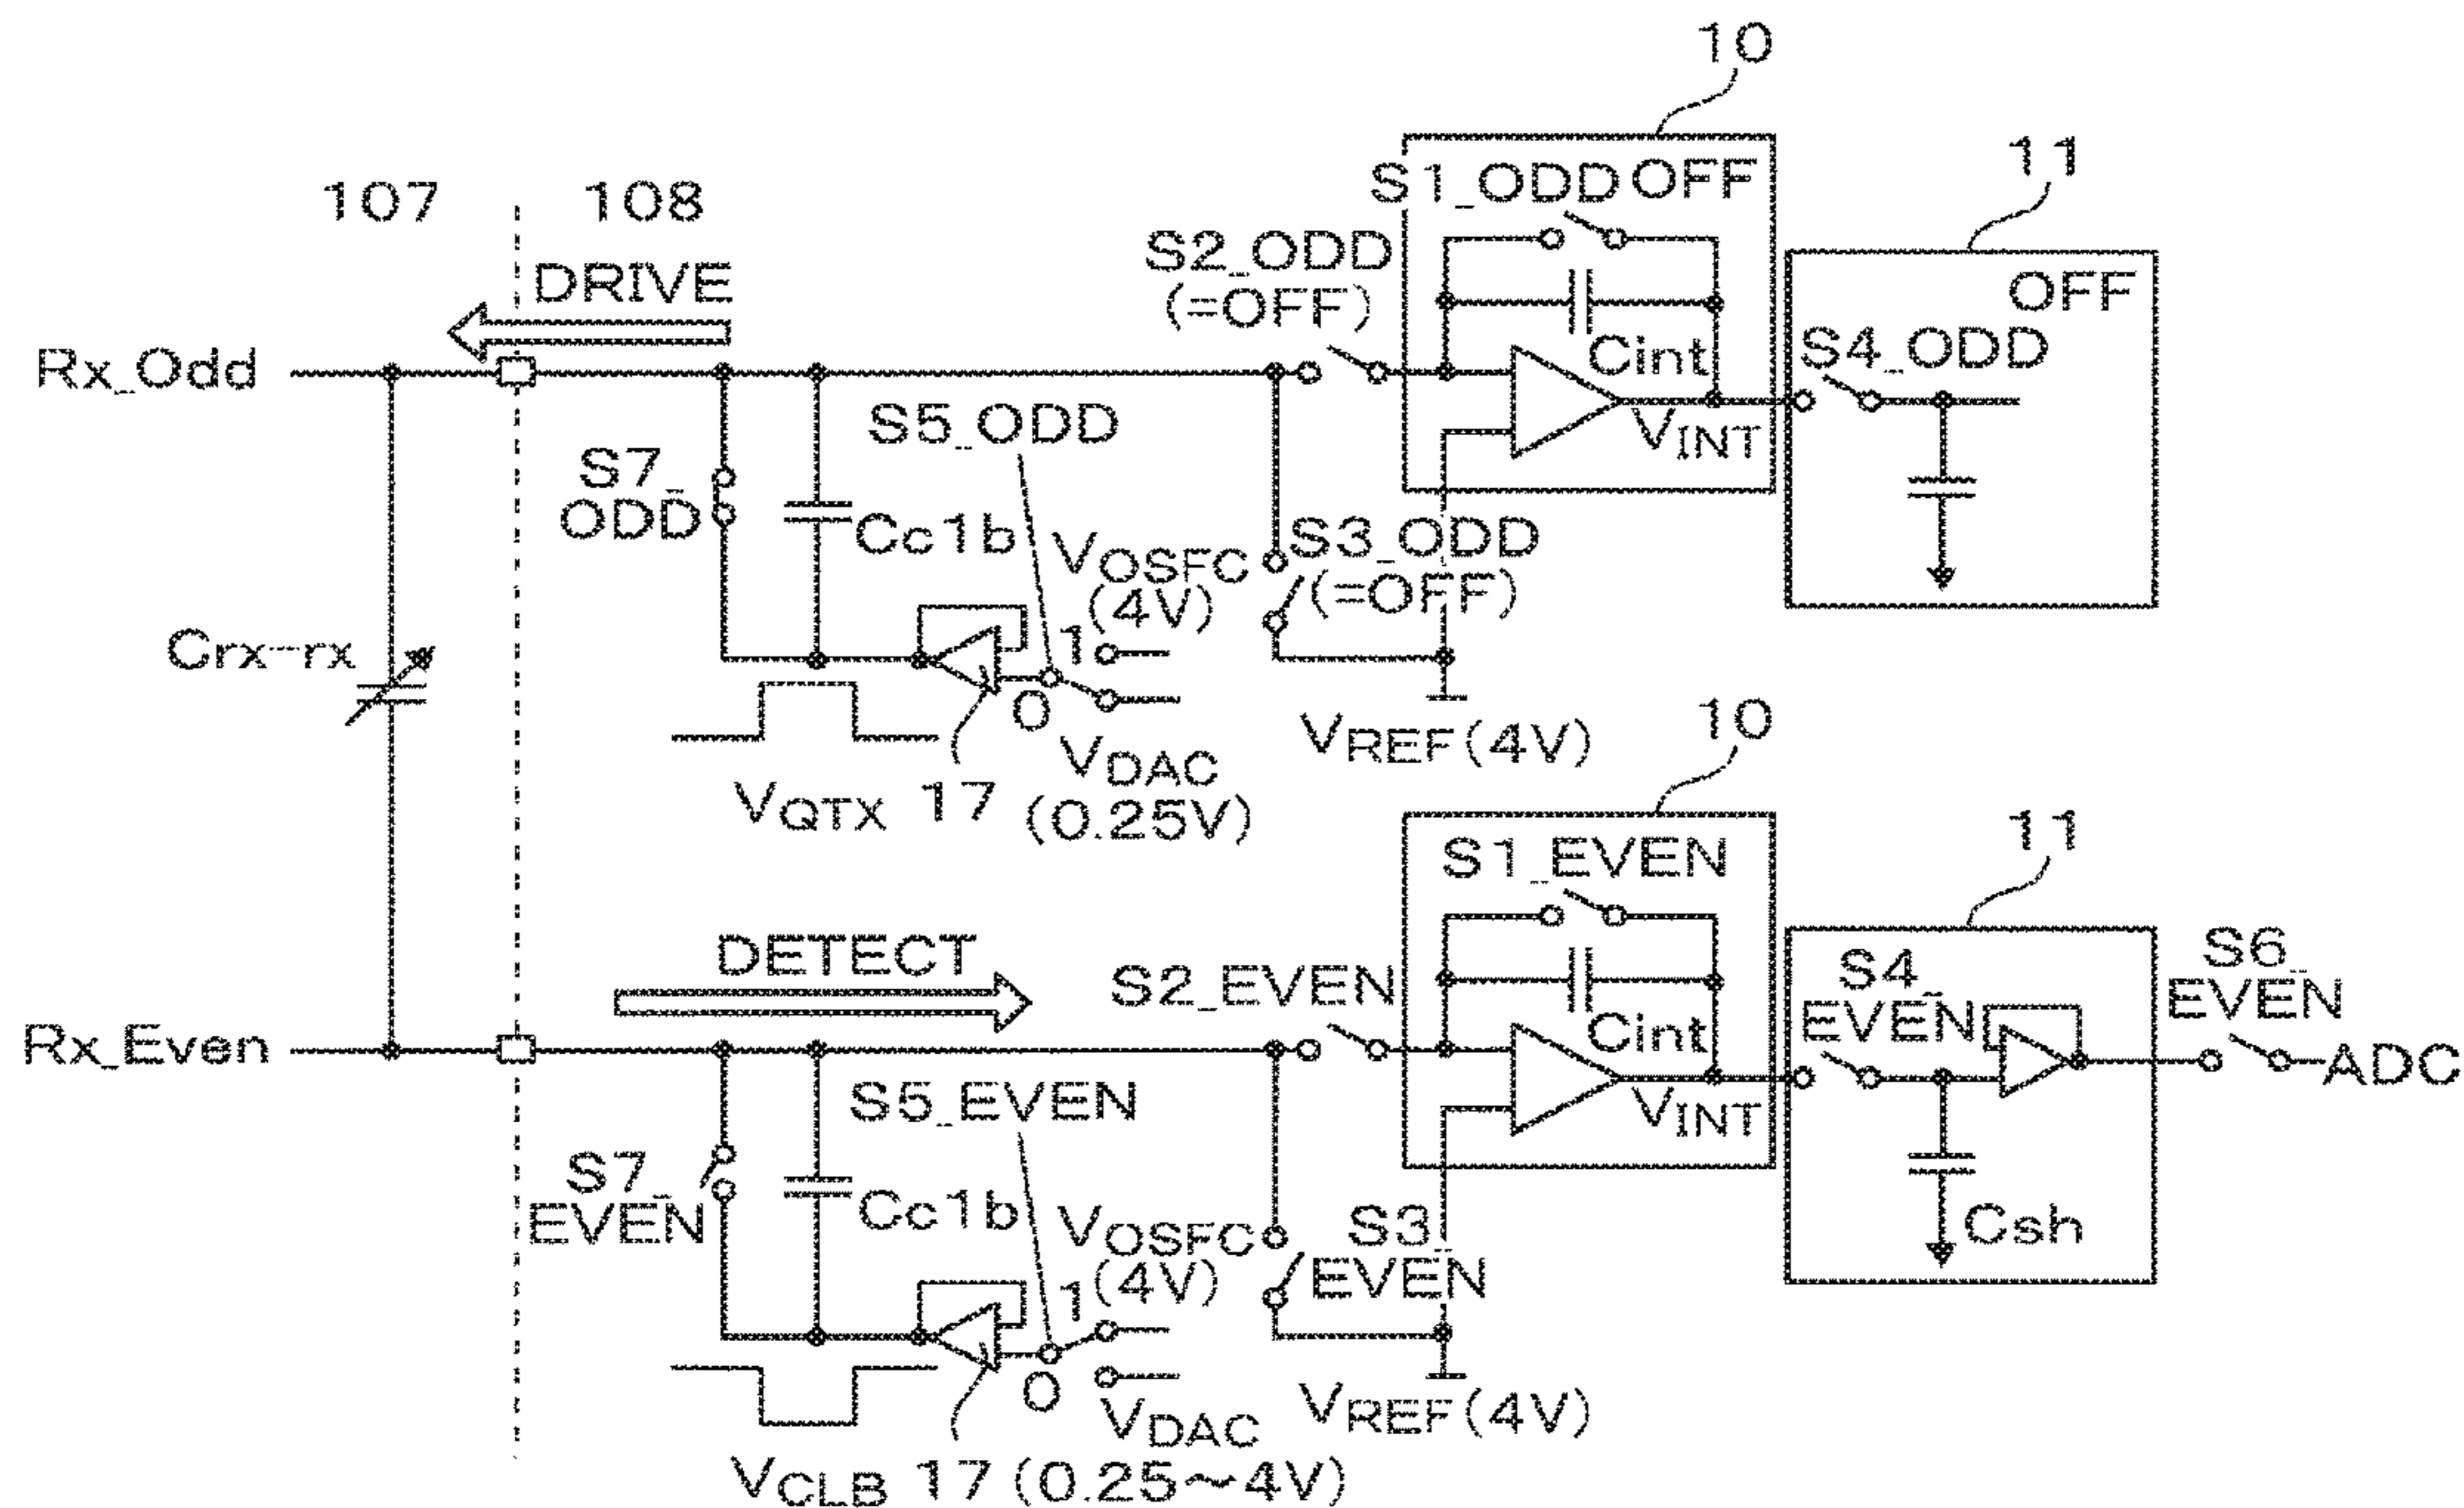 10
107
108
S1_ODD OFF
11
S2_ODD
(=OFF)
DRIVE
OFF
Cint
S4_ODD
Rx_Odd
S5_ODD
VINT
S7_
ODD
Cc1b
VOSFC
(4V)
S3_ODD
(=OFF)
1
Crx-rx
0
VREF(4V)
VDAC
(0.25V)
VQTX 17
10
11
S1_EVEN
DETECT
S2_EVEN
S4_
EVEN
S6_
EVEN
Cint
Rx_Even
ADC
S5_EVEN
VINT
S7_
EVEN
Cc1b
VOSFC
(4V)
S3_
EVEN
Csh
1
0
VDAC
VREF(4V)
VCLB 17 (0.25~4V)